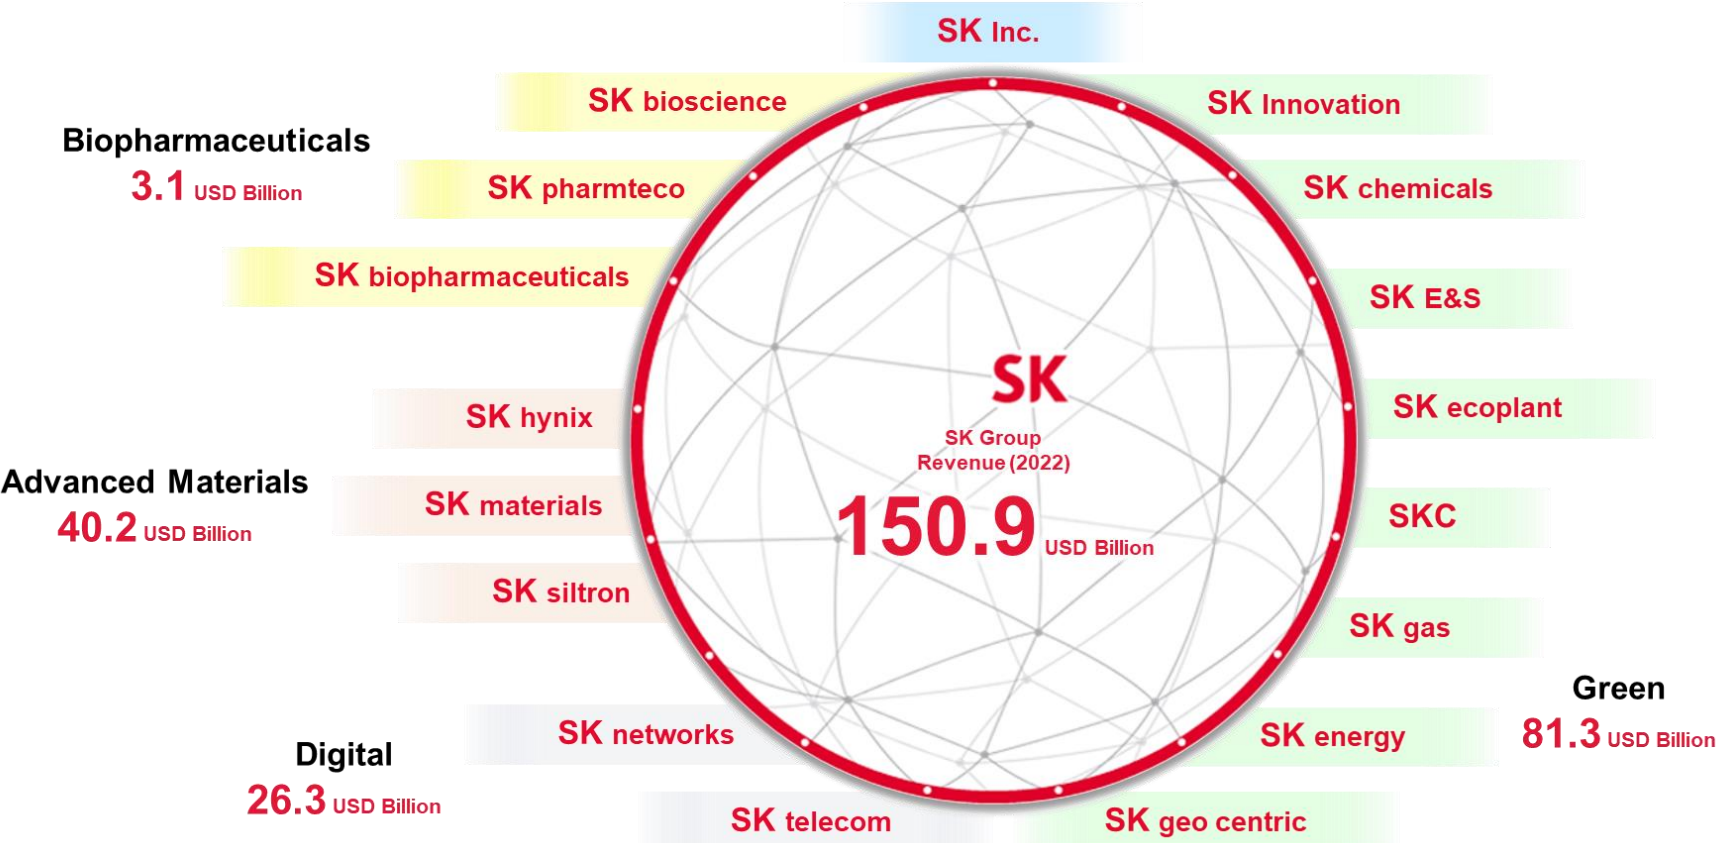 SK Inc.
SK bioscience
SK Innovation
Biopharmaceuticals
3.1 USD Billion
SK pharmteco
SK chemicals
SK biopharmaceuticals
SK E&S
SK
SK hynix
SK ecoplant
SK Group
Revenue (2022)
150.9 USD Billion
Advanced Materials
40.2 USD Billion
SK materials
SKC
SK siltron
SK gas
Green
81.3 USD Billion
SK networks
SK energy
Digital
26.3 USD Billion
SK telecom
SK geo centric